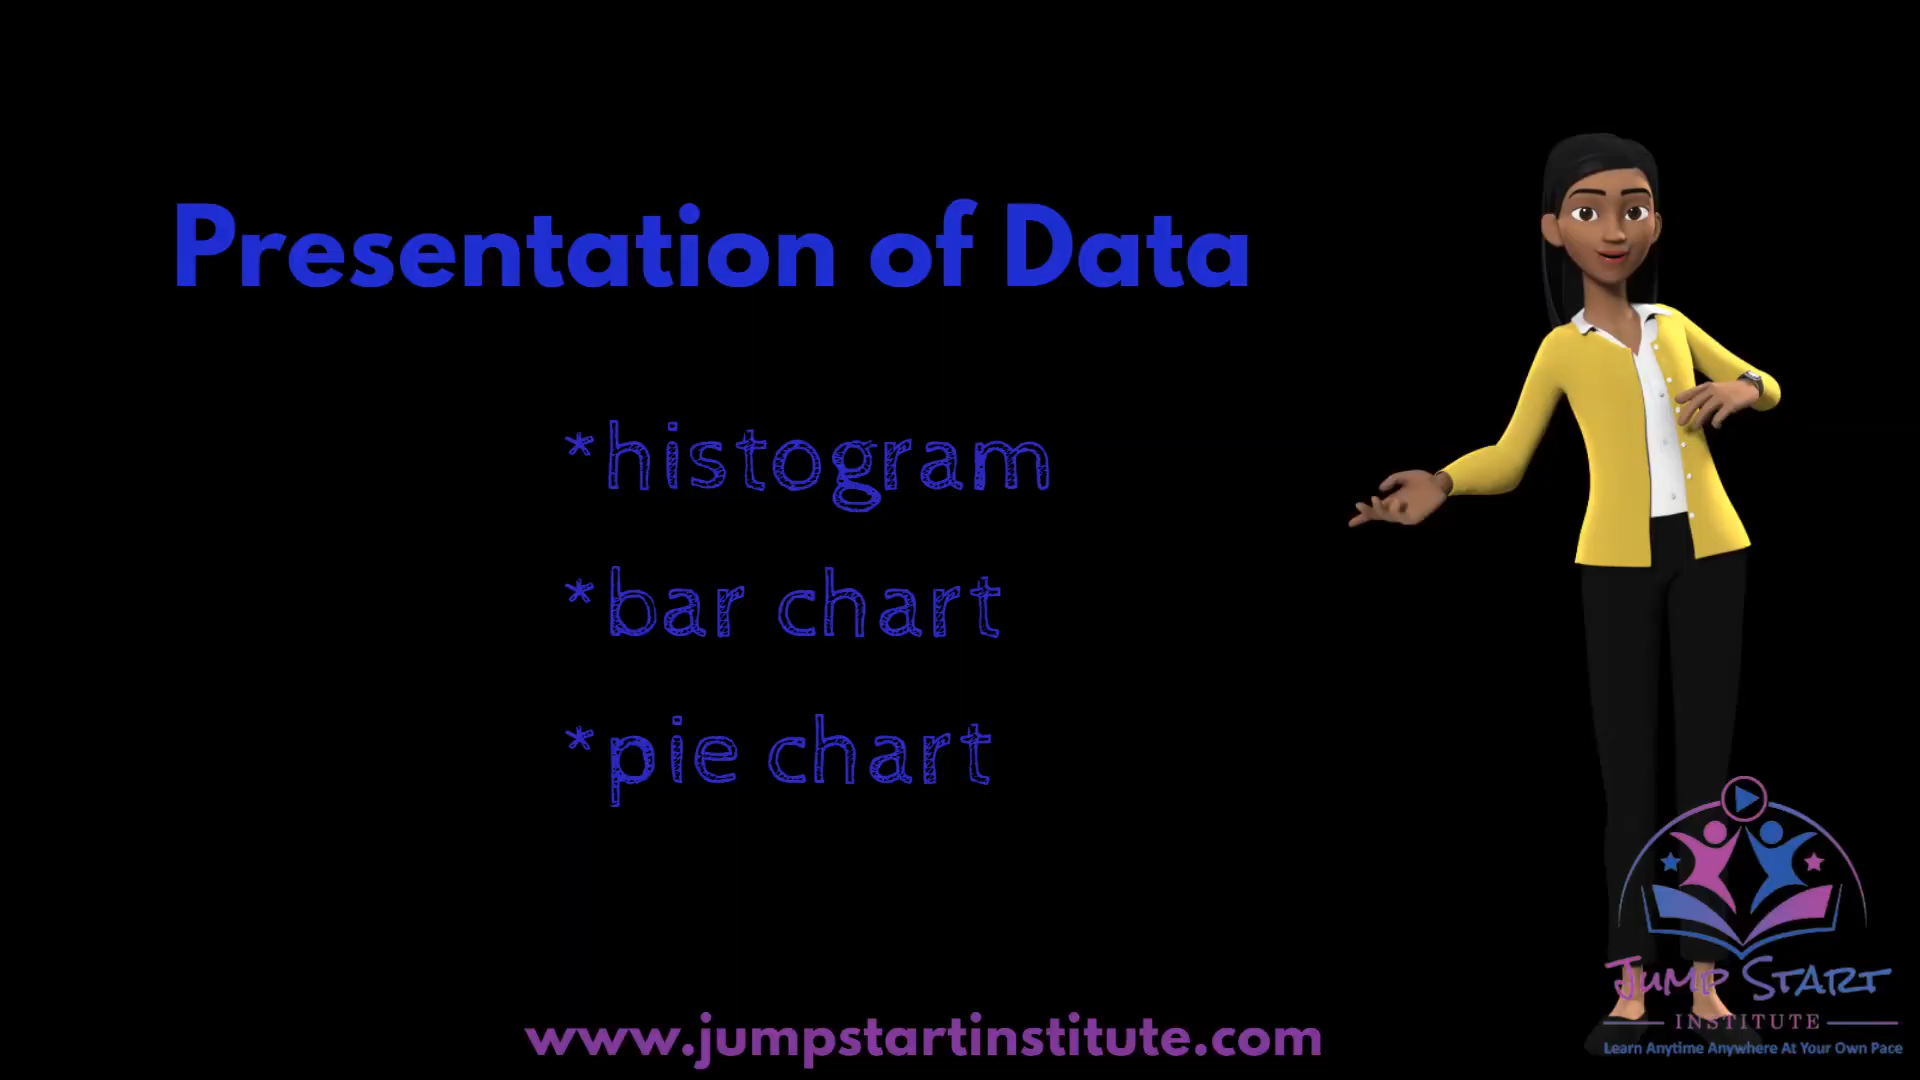 Presentation of Data
*histogram
*bar chart
*pie chart
Jump Start
INSTITUTE
Learn Anytime Anywhere At Your Own Pace
www.jumpstartinstitute.com